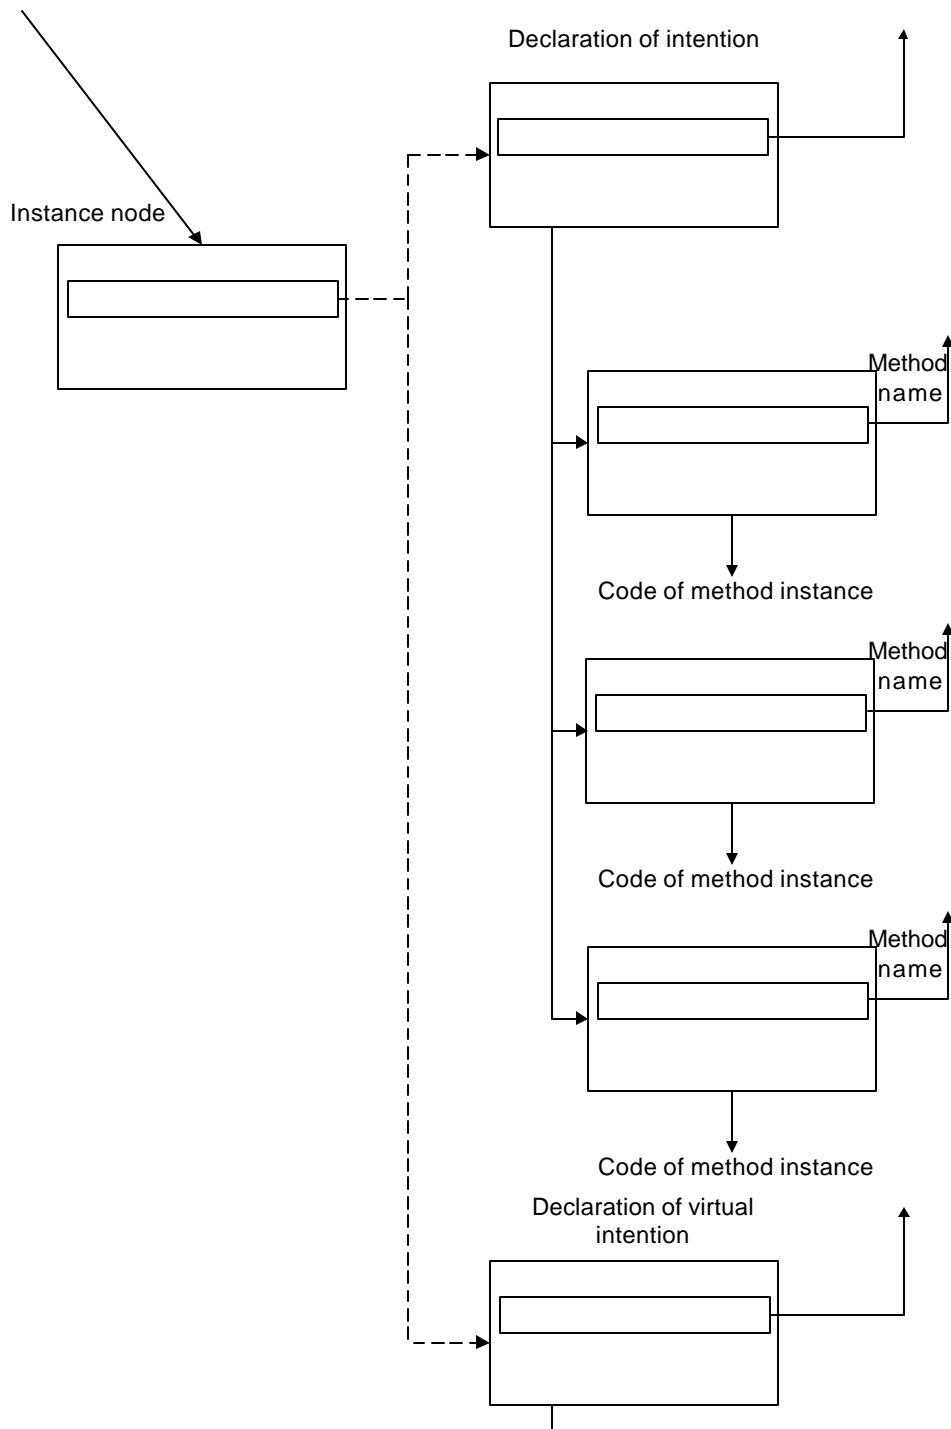 Declaration of intention
Instance node
Method
name
Code of method instance
Method
name
Code of method instance
Method
name
Code of method instance
Declaration of virtual
intention